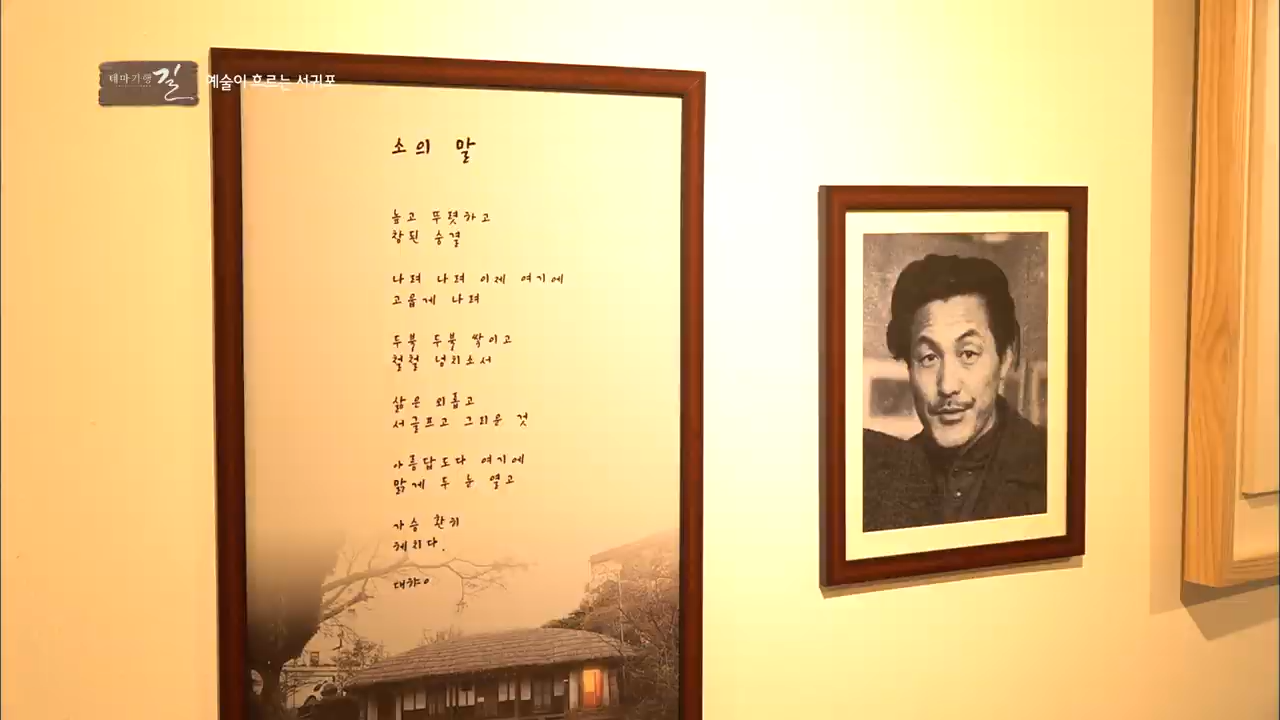 테마기행 길
예술이 흐르는 서귀포
소의 말
높고 뚜렷하고
참된 숨결
나려 나려 이제 여기에
고웁게 나려
두북 두북 쌓이고
철철 넘치소서
삶은 외롭고
서글프고 그리운 것
아름답도다 여기에
맑게 두 눈 열고
가슴 환히
헤치다.
대향